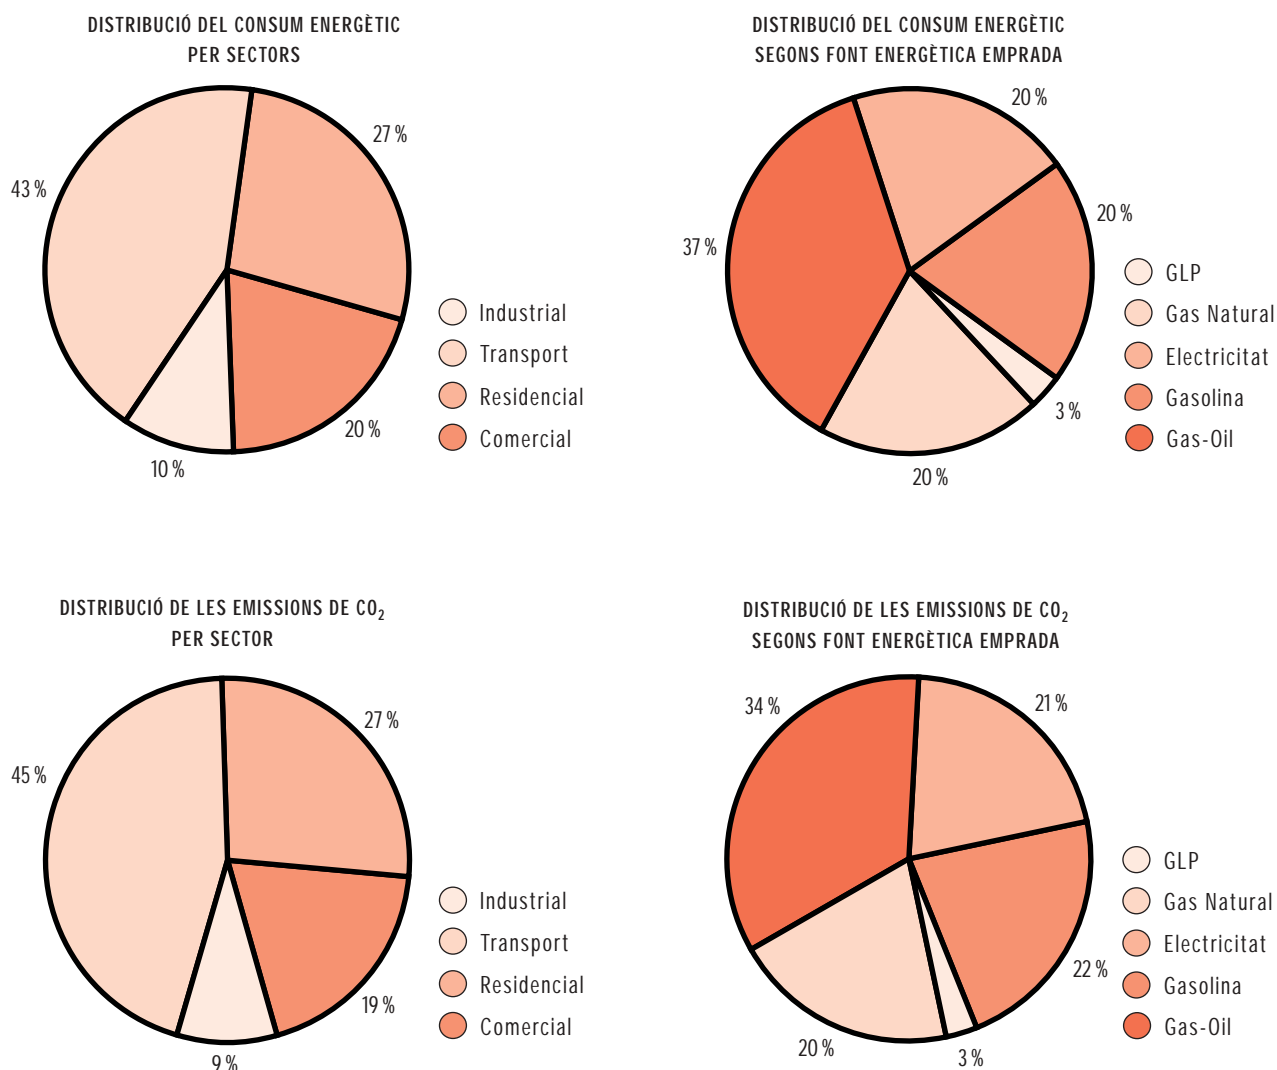 DISTRIBUCIÓ DEL CONSUM ENERGÈTIC
PER SECTORS
27 %
43 %
20 %
10 %
Industrial
Transport
Residencial
Comercial
DISTRIBUCIÓ DEL CONSUM ENERGÈTIC
SEGONS FONT ENERGÈTICA EMPRADA
20 %
20 %
37 %
3 %
20 %
GLP
Gas Natural
Electricitat
Gasolina
Gas-Oil
DISTRIBUCIÓ DE LES EMISSIONS DE CO₂
PER SECTOR
27 %
45 %
19 %
9 %
Industrial
Transport
Residencial
Comercial
DISTRIBUCIÓ DE LES EMISSIONS DE CO₂
SEGONS FONT ENERGÈTICA EMPRADA
34 %
21 %
22 %
20 %
3 %
GLP
Gas Natural
Electricitat
Gasolina
Gas-Oil